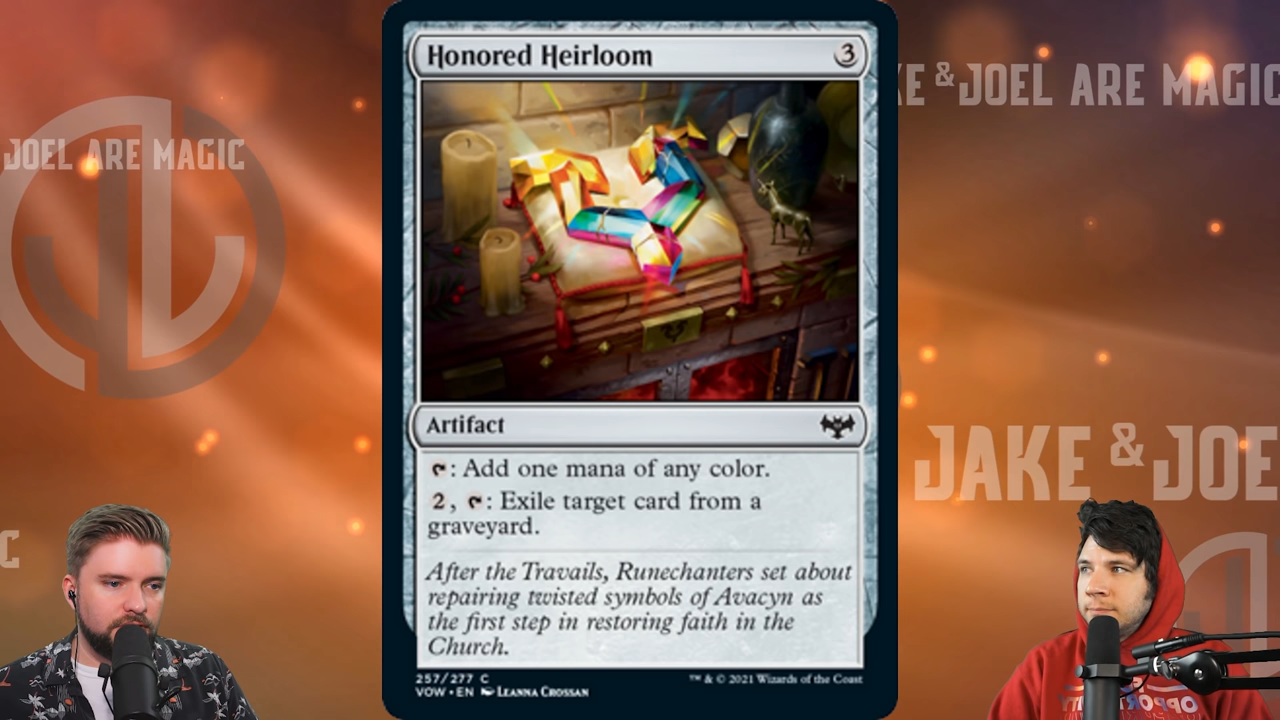 JOEL ARE MAGIC
KE & JOEL ARE MAGIC
JAKE & JOE
C
Honored Heirloom 3
Artifact
: Add one mana of any color.
2, : Exile target card from a
graveyard.
After the Travails, Runechanters set about
repairing twisted symbols of Avacyn as
the first step in restoring faith in the
Church.
257/277 C
VOW • EN Leanna Crossan
™ & © 2021 Wizards of the Coast